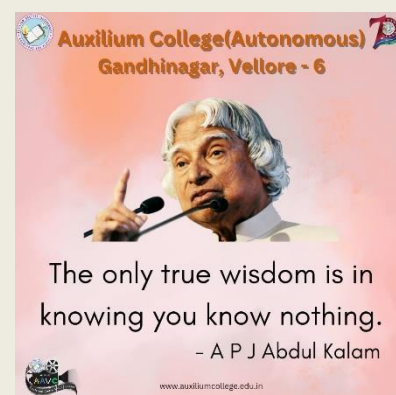 Auxilium College(Autonomous)
Gandhinagar, Vellore - 6
The only true wisdom is in
knowing you know nothing.
- A P J Abdul Kalam
AAVC
www.auxiliumcollege.edu.in